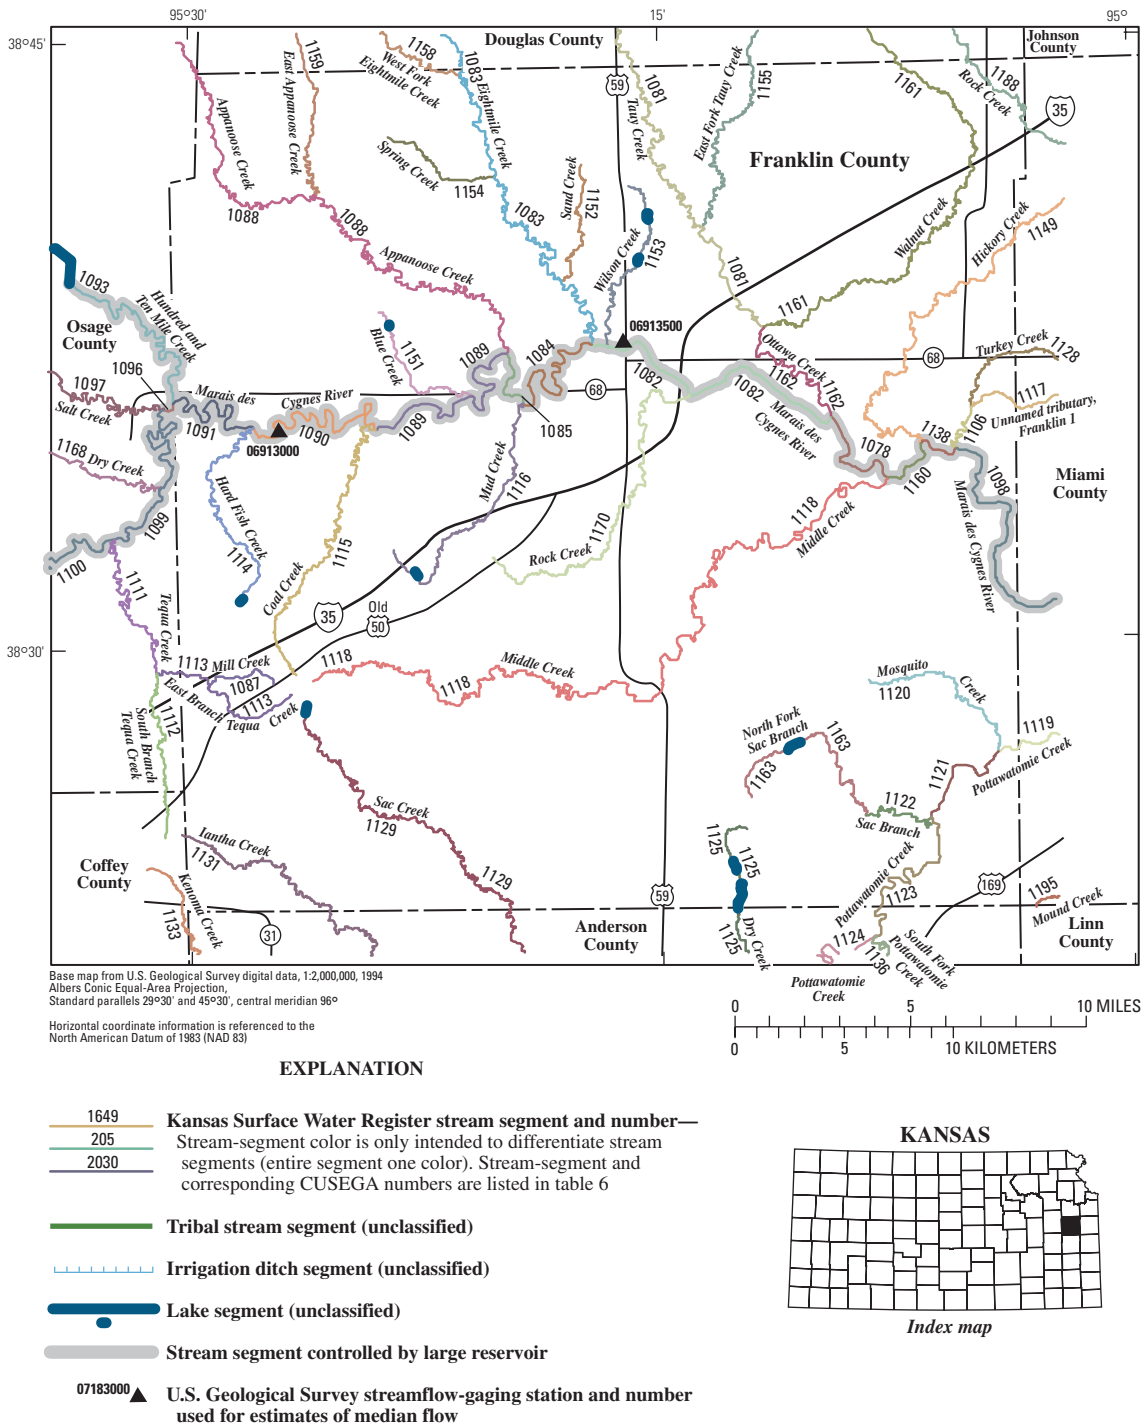 95°30'
15'
95°
38°45'
38°30'
Douglas County
Johnson
County
Franklin County
Osage
County
Miami
County
Coffey
County
Anderson
County
Linn
County
59
35
1159
East Appanoose Creek
1158
West Fork
Eightmile Creek
1083
Eightmile Creek
1081
Tauy Creek
East Fork Tauy Creek
1155
1161
1188
Rock Creek
Appanoose Creek
1088
Spring Creek
1154
Sand Creek
1152
1083
1088
Appanoose Creek
Wilson Creek
1153
1081
Walnut Creek
1161
Hickory Creek
1149
1093
Hundred and
Ten Mile Creek
1096
1097
Salt Creek
Marais des
Cygnes River
1091
1090
06913000
Blue Creek
1151
1089
1084
1089
1085
06913500
68
1082
1082
Ottawa Creek
1162
1162
Marais des
Cygnes River
68
Turkey Creek
1128
1117
Unnamed tributary,
Franklin 1
1106
1138
1078
1160
1098
Marais des Cygnes River
1168 Dry Creek
1099
1100
1111
Tequa Creek
Hard Fish Creek
1114
Coal Creek
1115
Mud Creek
1116
Rock Creek
1170
1118
Middle Creek
35
Old
50
1113
Mill Creek
1087
1113
East Branch
Tequa
Creek
1112
South Branch
Tequa Creek
1118
1118
Middle Creek
Mosquito
Creek
1120
North Fork
Sac Branch
1163
1163
1119
Pottawatomie Creek
1121
1122
Sac Branch
Sac Creek
1129
1129
Iantha Creek
1131
Kenoma Creek
1133
31
59
1125
1125
1125
Dry Creek
Pottawatomie Creek
1123
169
1195
Mound Creek
1124
Pottawatomie
Creek
1136
South Fork
Pottawatomie
Creek
Base map from U.S. Geological Survey digital data, 1:2,000,000, 1994
Albers Conic Equal-Area Projection,
Standard parallels 29°30' and 45°30', central meridian 96°
Horizontal coordinate information is referenced to the
North American Datum of 1983 (NAD 83)
0 5 10 MILES
0 5 10 KILOMETERS
EXPLANATION
1649
205
2030
Kansas Surface Water Register stream segment and number—
Stream-segment color is only intended to differentiate stream
segments (entire segment one color). Stream-segment and
corresponding CUSEGA numbers are listed in table 6
Tribal stream segment (unclassified)
Irrigation ditch segment (unclassified)
Lake segment (unclassified)
Stream segment controlled by large reservoir
07183000
U.S. Geological Survey streamflow-gaging station and number
used for estimates of median flow
KANSAS
Index map